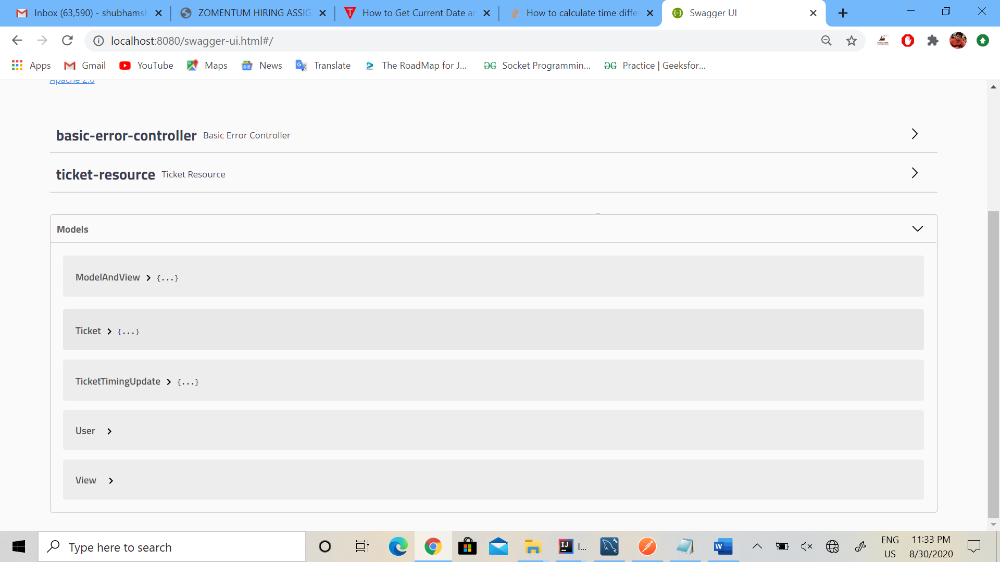 Inbox (63,590) - shubhamsh
ZOMENTUM HIRING ASSIG
How to Get Current Date an
How to calculate time differ
Swagger UI
localhost:8080/swagger-ui.html#/
Apps
Gmail
YouTube
Maps
News
Translate
The RoadMap for J...
Socket Programmin...
Practice | Geeksfor...
Apache 2.0
basic-error-controller Basic Error Controller
ticket-resource Ticket Resource
Models
ModelAndView {...}
Ticket {...}
TicketTimingUpdate {...}
User
View
Type here to search
I...
ENG
US
11:33 PM
8/30/2020